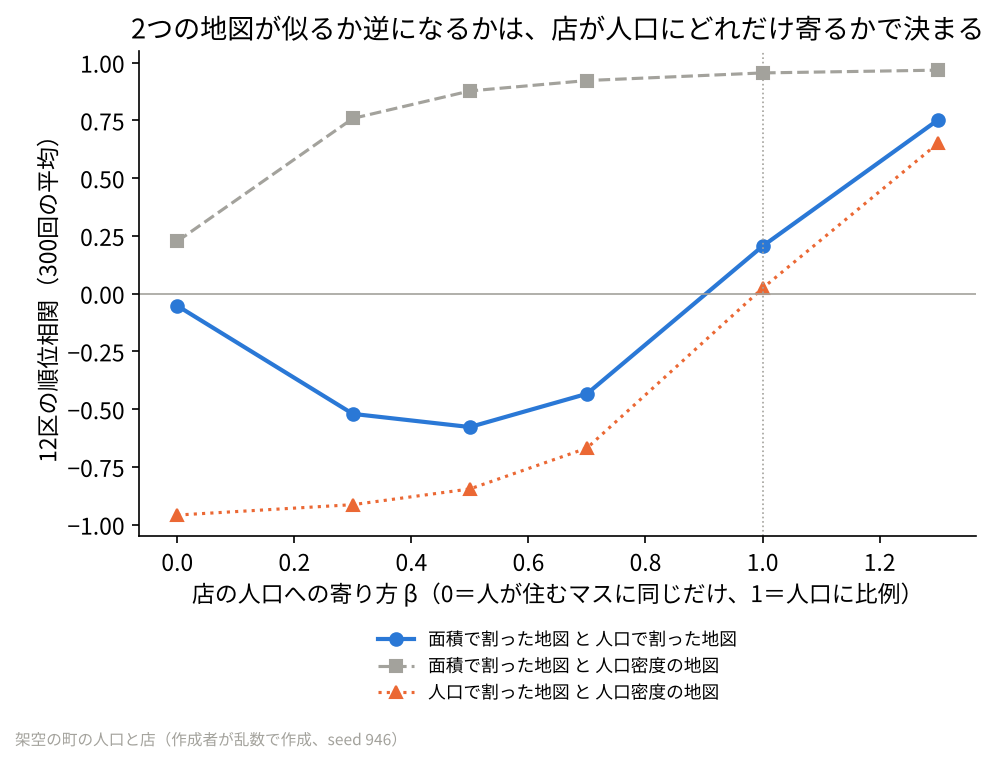 2つの地図が似るか逆になるかは、店が人口にどれだけ寄るかで決まる
12区の順位相関（300回の平均）
1.00
0.75
0.50
0.25
0.00
−0.25
−0.50
−0.75
−1.00
0.0 0.2 0.4 0.6 0.8 1.0 1.2
店の人口への寄り方 β（0＝人が住むマスに同じだけ、1＝人口に比例）
面積で割った地図 と 人口で割った地図
面積で割った地図 と 人口密度の地図
人口で割った地図 と 人口密度の地図
架空の町の人口と店（作成者が乱数で作成、seed 946）